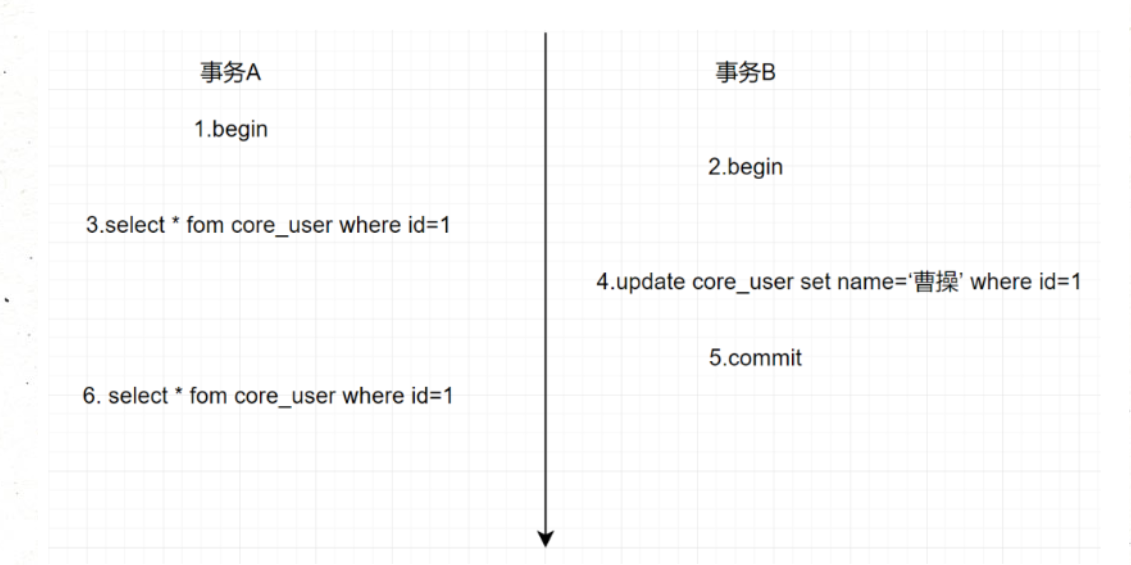 事务A
事务B
1.begin
2.begin
3.select * fom core_user where id=1
4.update core_user set name=‘曹操’ where id=1
5.commit
6. select * fom core_user where id=1